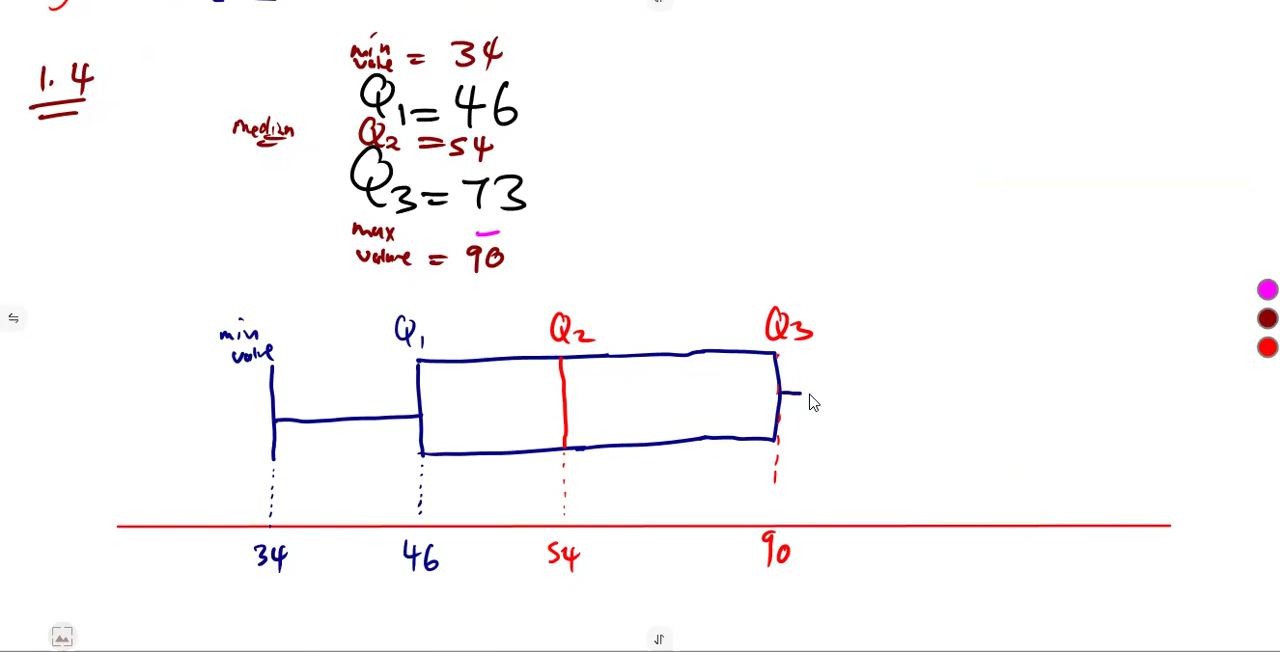 min
value = 34
1.4
Q1 = 46
median Q2 = 54
Q3 = 73
max
value = 90
min
value
Q1
Q2
Q3
34 46 54 90